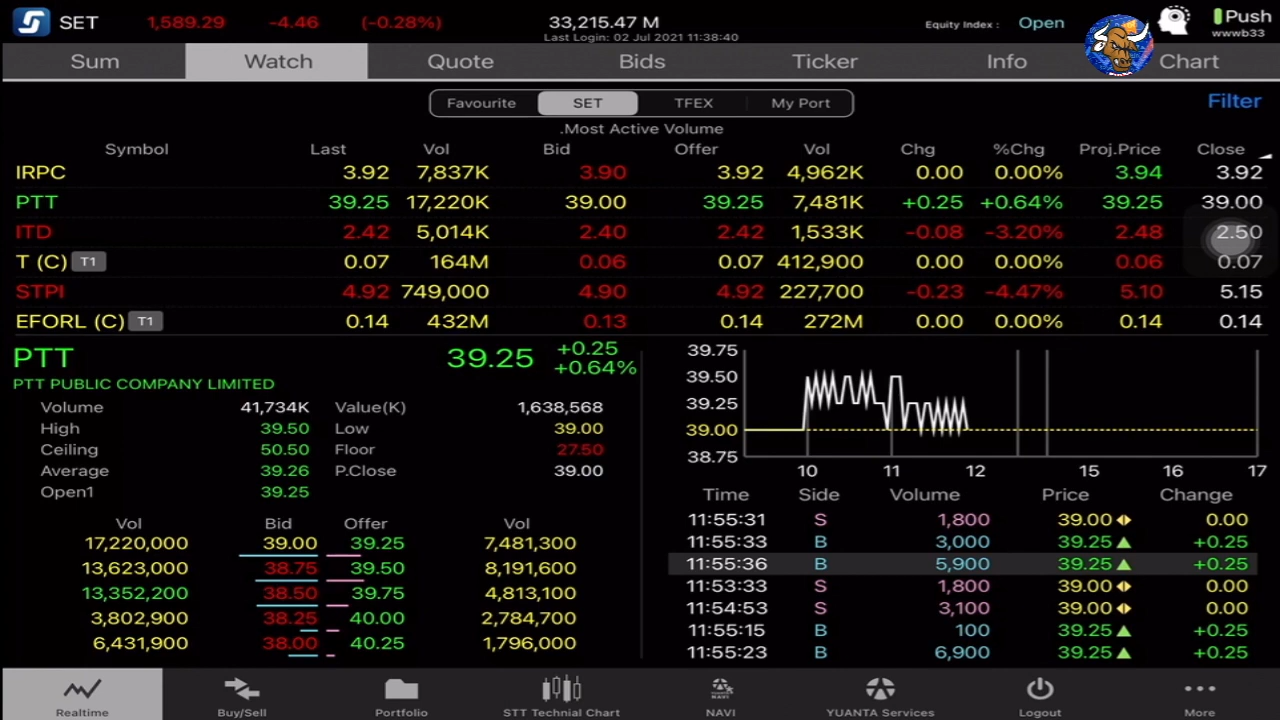 SET 1,589.29 -4.46 (-0.28%) 33,215.47 M Equity Index : Open Push
Last Login: 02 Jul 2021 11:38:40 wwwb33
Sum Watch Quote Bids Ticker Info Chart
Favourite SET TFEX My Port Filter
.Most Active Volume
Symbol Last Vol Bid Offer Vol Chg %Chg Proj.Price Close
IRPC 3.92 7,837K 3.90 3.92 4,962K 0.00 0.00% 3.94 3.92
PTT 39.25 17,220K 39.00 39.25 7,481K +0.25 +0.64% 39.25 39.00
ITD 2.42 5,014K 2.40 2.42 1,533K -0.08 -3.20% 2.48 2.50
T (C) T1 0.07 164M 0.06 0.07 412,900 0.00 0.00% 0.06 0.07
STPI 4.92 749,000 4.90 4.92 227,700 -0.23 -4.47% 5.10 5.15
EFORL (C) T1 0.14 432M 0.13 0.14 272M 0.00 0.00% 0.14 0.14
PTT 39.25 +0.25
+0.64%
PTT PUBLIC COMPANY LIMITED
Volume 41,734K Value(K) 1,638,568
High 39.50 Low 39.00
Ceiling 50.50 Floor 27.50
Average 39.26 P.Close 39.00
Open1 39.25
Vol Bid Offer Vol
17,220,000 39.00 39.25 7,481,300
13,623,000 38.75 39.50 8,191,600
13,352,200 38.50 39.75 4,813,100
3,802,900 38.25 40.00 2,784,700
6,431,900 38.00 40.25 1,796,000
39.75
39.50
39.25
39.00
38.75
10 11 12 15 16 17
Time Side Volume Price Change
11:55:31 S 1,800 39.00 0.00
11:55:33 B 3,000 39.25 +0.25
11:55:36 B 5,900 39.25 +0.25
11:53:33 S 1,800 39.00 0.00
11:54:53 S 3,100 39.00 0.00
11:55:15 B 100 39.25 +0.25
11:55:23 B 6,900 39.25 +0.25
Realtime Buy/Sell Portfolio STT Technial Chart NAVI YUANTA Services Logout More